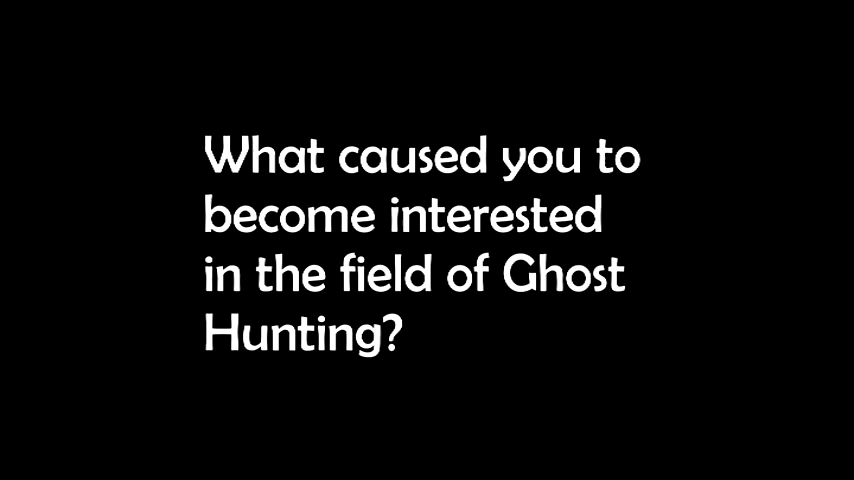 What caused you to
become interested
in the field of Ghost
Hunting?